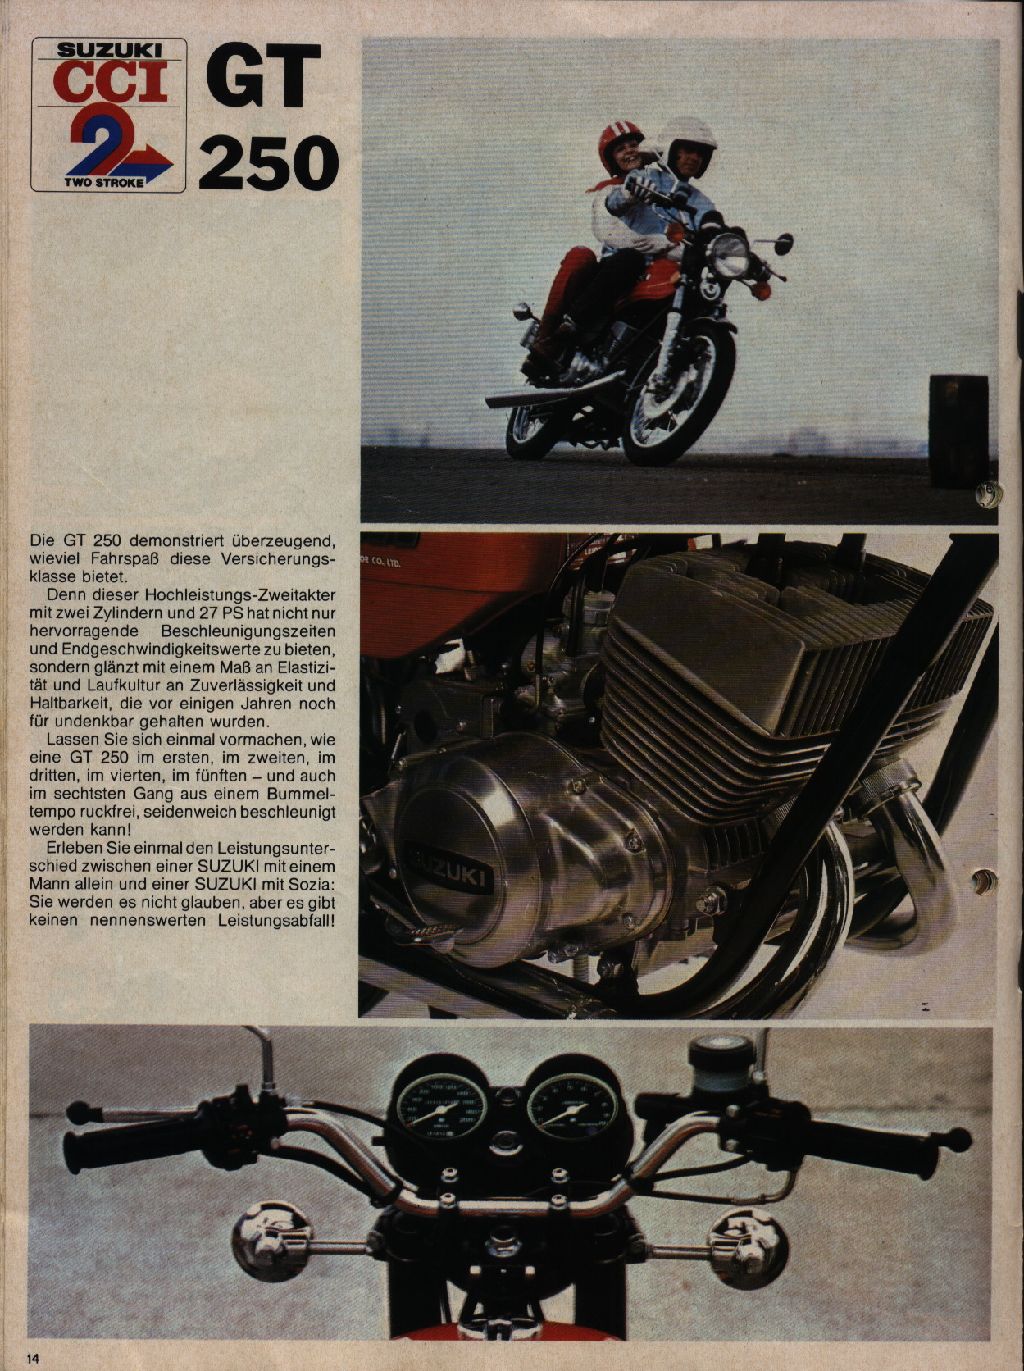 SUZUKI
CCI
2
TWO STROKE
GT
250
Die GT 250 demonstriert überzeugend,
wieviel Fahrspaß diese Versicherungs-
klasse bietet.
Denn dieser Hochleistungs-Zweitakter
mit zwei Zylindern und 27 PS hat nicht nur
hervorragende Beschleunigungszeiten
und Endgeschwindigkeitswerte zu bieten,
sondern glänzt mit einem Maß an Elastizi-
tät und Laufkultur an Zuverlässigkeit und
Haltbarkeit, die vor einigen Jahren noch
für undenkbar gehalten wurden.
Lassen Sie sich einmal vormachen, wie
eine GT 250 im ersten, im zweiten, im
dritten, im vierten, im fünften – und auch
im sechtsten Gang aus einem Bummel-
tempo ruckfrei, seidenweich beschleunigt
werden kann!
Erleben Sie einmal den Leistungsunter-
schied zwischen einer SUZUKI mit einem
Mann allein und einer SUZUKI mit Sozia:
Sie werden es nicht glauben, aber es gibt
keinen nennenswerten Leistungsabfall!
CO., LTD.
SUZUKI
14